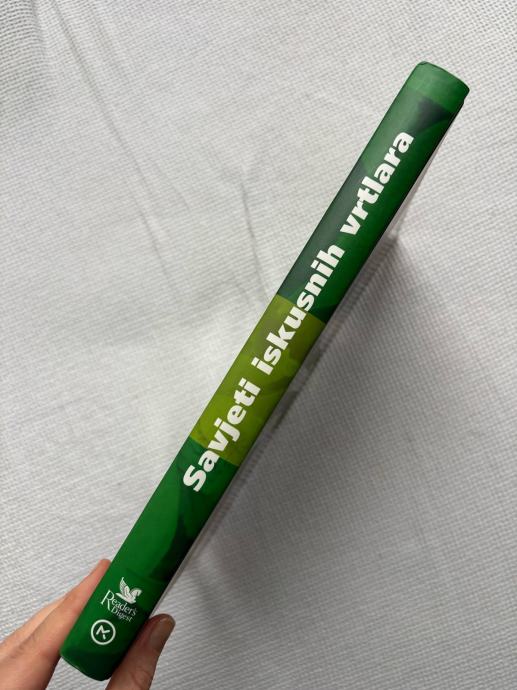 Savjeti iskusnih vrtlara
Reader's
Digest